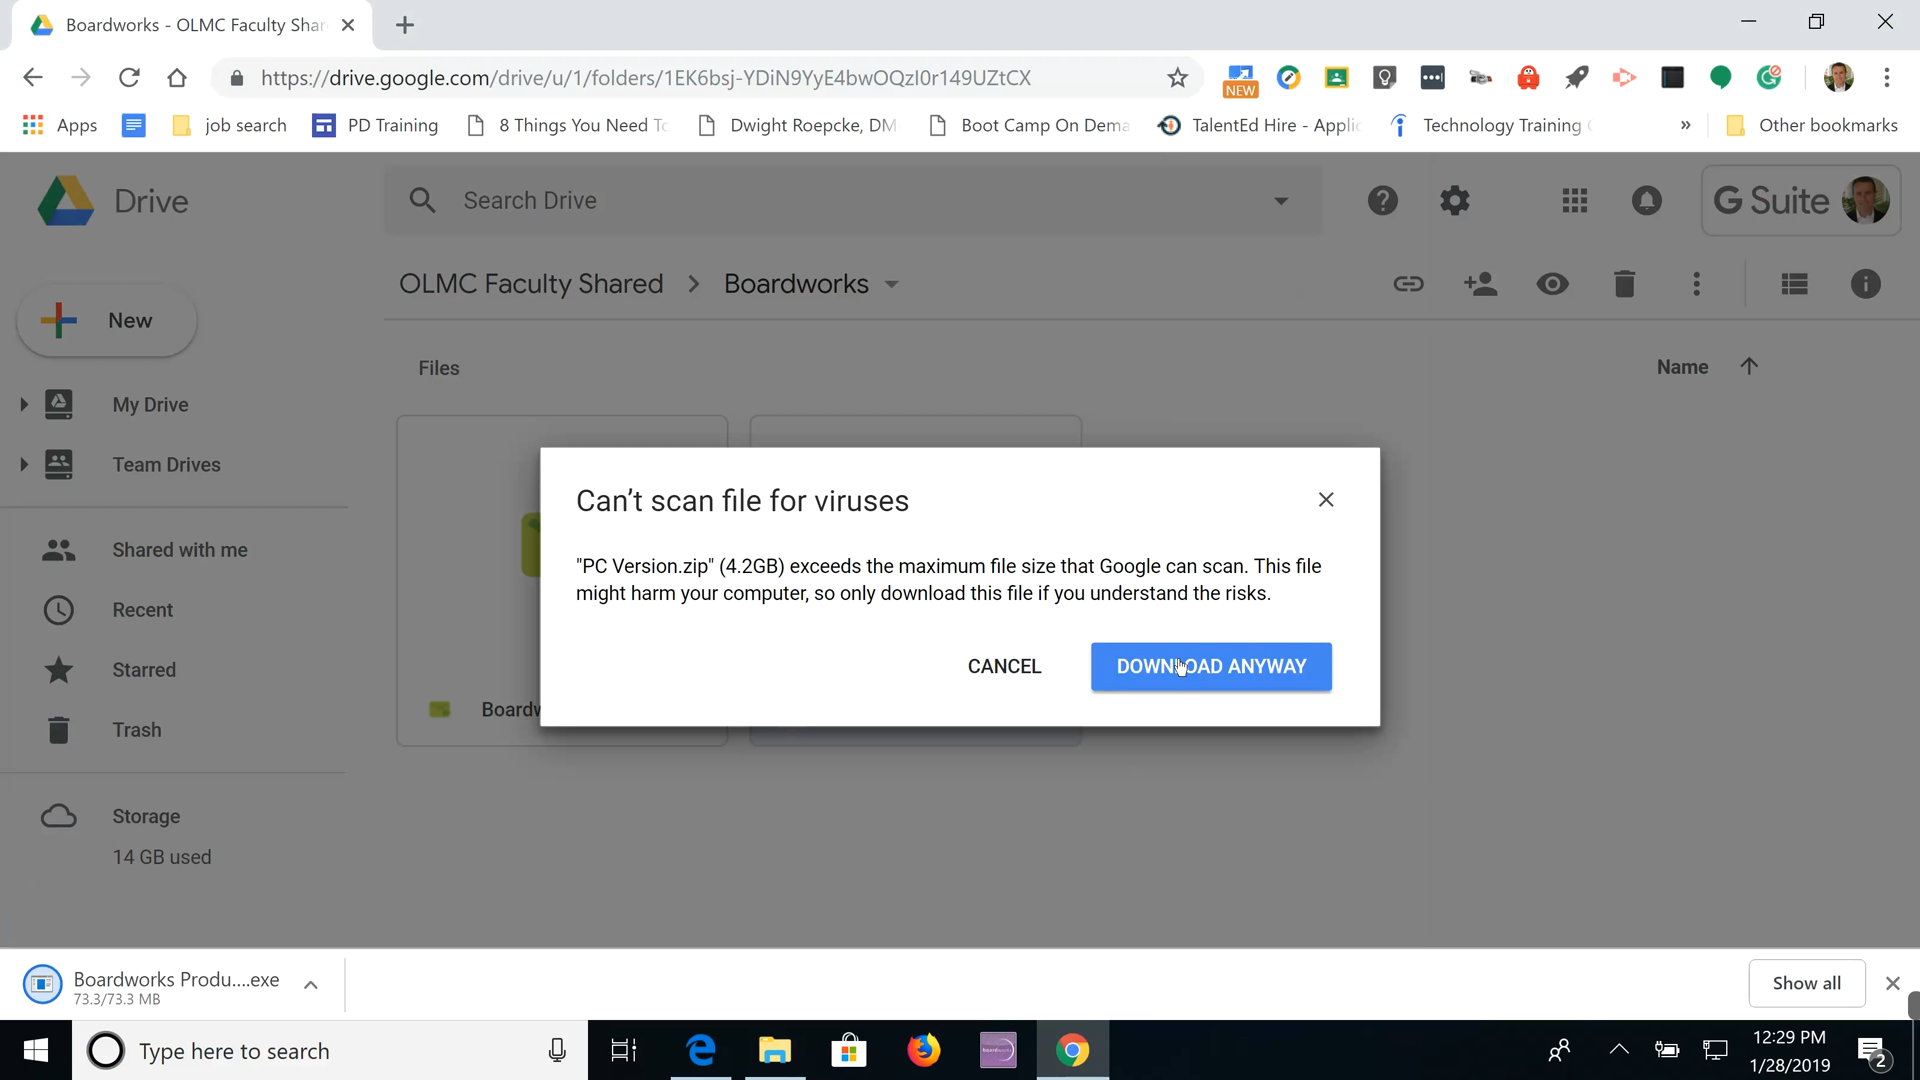 Boardworks - OLMC Faculty Shar
https://drive.google.com/drive/u/1/folders/1EK6bsj-YDiN9YyE4bwOQzI0r149UZtCX
NEW
Apps
job search
PD Training
8 Things You Need To
Dwight Roepcke, DM
Boot Camp On Dema
TalentEd Hire - Applic
Technology Training
»
Other bookmarks
Drive
Search Drive
G Suite
OLMC Faculty Shared > Boardworks
New
Files
Name
My Drive
Team Drives
Shared with me
Recent
Starred
Trash
Storage
14 GB used
Can't scan file for viruses
"PC Version.zip" (4.2GB) exceeds the maximum file size that Google can scan. This file
might harm your computer, so only download this file if you understand the risks.
CANCEL
DOWNLOAD ANYWAY
Boardw
Boardworks Produ....exe
73.3/73.3 MB
Show all
Type here to search
12:29 PM
1/28/2019
2